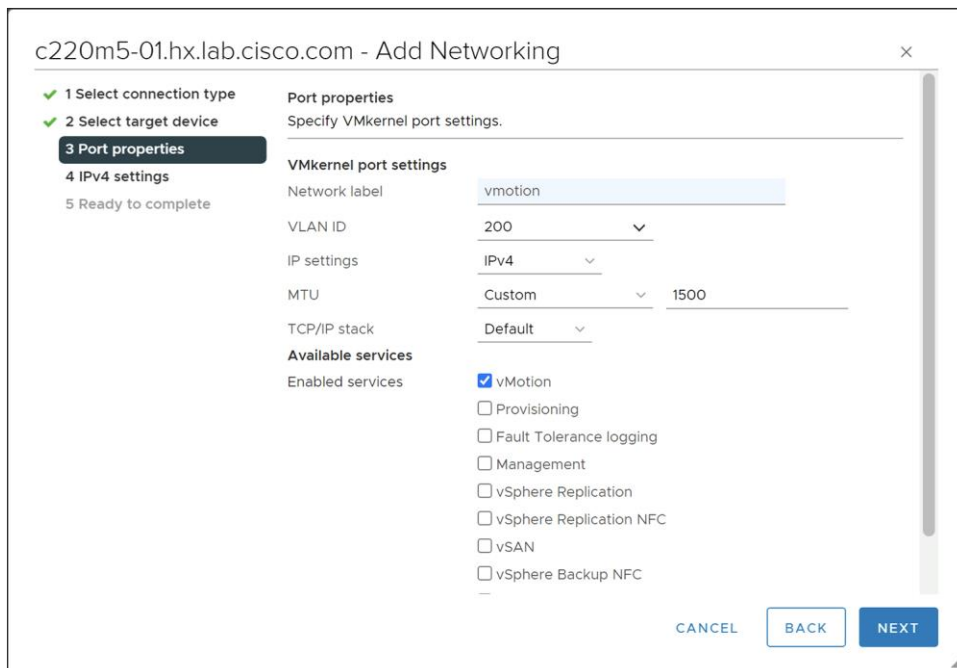 c220m5-01.hx.lab.cisco.com - Add Networking
1 Select connection type
2 Select target device
3 Port properties
4 IPv4 settings
5 Ready to complete
Port properties
Specify VMkernel port settings.
VMkernel port settings
Network label vmotion
VLAN ID 200
IP settings IPv4
MTU Custom 1500
TCP/IP stack Default
Available services
Enabled services vMotion
Provisioning
Fault Tolerance logging
Management
vSphere Replication
vSphere Replication NFC
vSAN
vSphere Backup NFC
CANCEL BACK NEXT